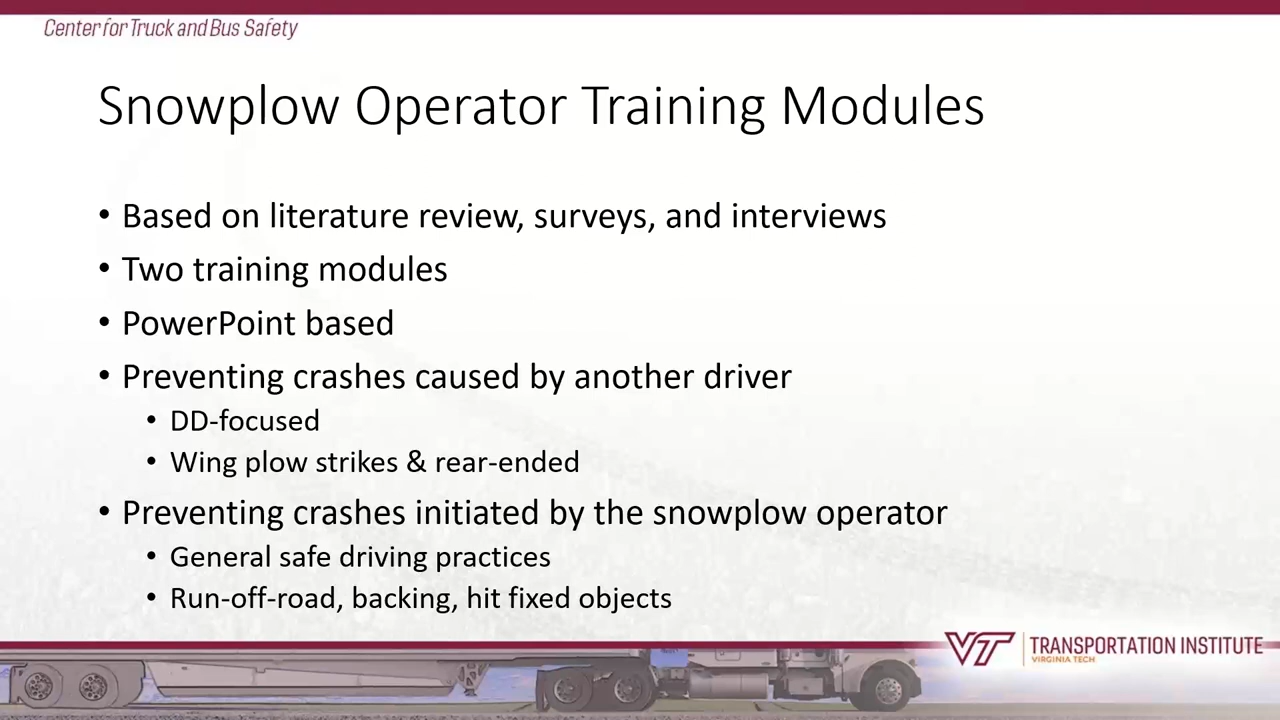 Center for Truck and Bus Safety
Snowplow Operator Training Modules
• Based on literature review, surveys, and interviews
• Two training modules
• PowerPoint based
• Preventing crashes caused by another driver
• DD-focused
• Wing plow strikes & rear-ended
• Preventing crashes initiated by the snowplow operator
• General safe driving practices
• Run-off-road, backing, hit fixed objects
VT TRANSPORTATION INSTITUTE
VIRGINIA TECH